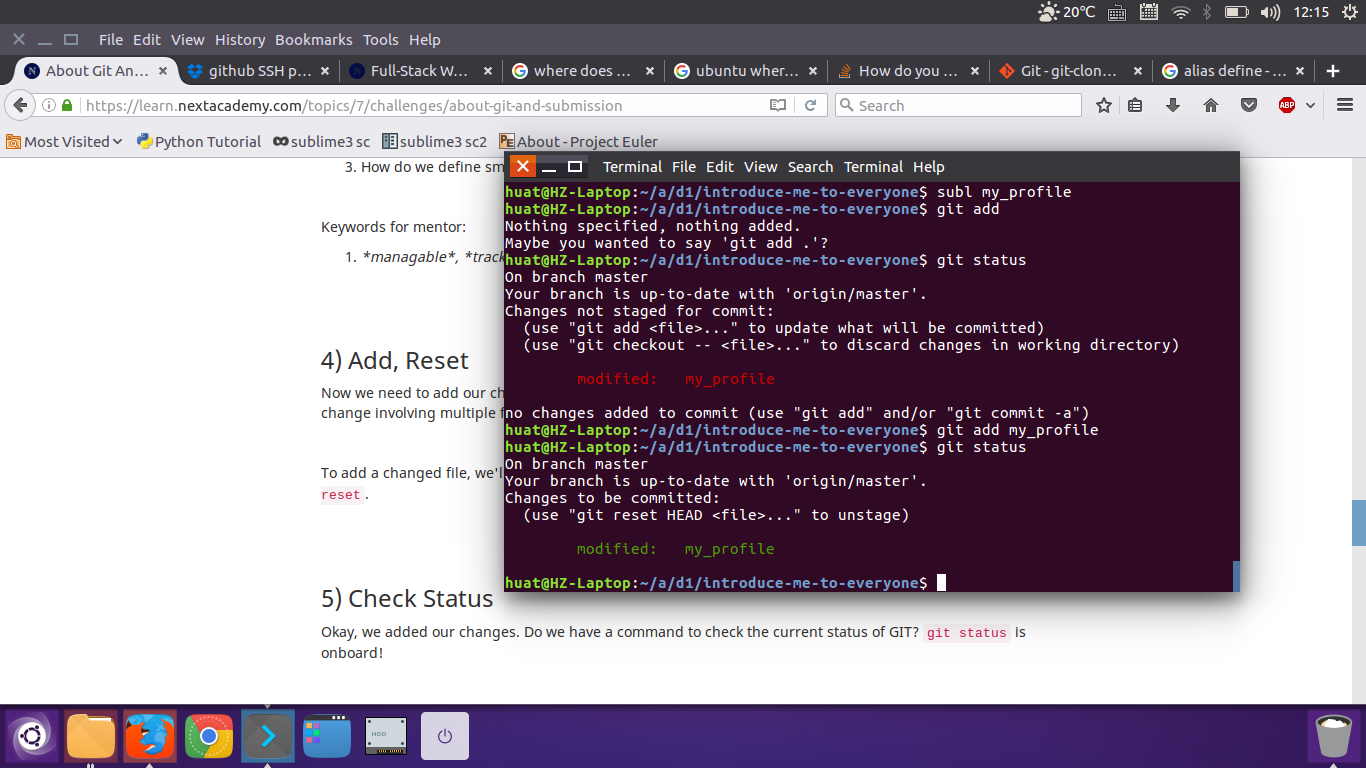 20℃ 12:15
File Edit View History Bookmarks Tools Help
About Git An... × github SSH p... × Full-Stack W... × where does ... × ubuntu wher... × How do you ... × Git - git-clon... × alias define - ... × +
https://learn.nextacademy.com/topics/7/challenges/about-git-and-submission Search ABP
Most Visited Python Tutorial sublime3 sc sublime3 sc2 About - Project Euler
3. How do we define sm
Keywords for mentor:
1. *managable*, *track
4) Add, Reset
Now we need to add our ch
change involving multiple f
To add a changed file, we'l
reset.
5) Check Status
Okay, we added our changes. Do we have a command to check the current status of GIT? git status is
onboard!
Terminal File Edit View Search Terminal Help
huat@HZ-Laptop:~/a/d1/introduce-me-to-everyone$ subl my_profile
huat@HZ-Laptop:~/a/d1/introduce-me-to-everyone$ git add
Nothing specified, nothing added.
Maybe you wanted to say 'git add .'?
huat@HZ-Laptop:~/a/d1/introduce-me-to-everyone$ git status
On branch master
Your branch is up-to-date with 'origin/master'.
Changes not staged for commit:
(use "git add <file>..." to update what will be committed)
(use "git checkout -- <file>..." to discard changes in working directory)
modified: my_profile
no changes added to commit (use "git add" and/or "git commit -a")
huat@HZ-Laptop:~/a/d1/introduce-me-to-everyone$ git add my_profile
huat@HZ-Laptop:~/a/d1/introduce-me-to-everyone$ git status
On branch master
Your branch is up-to-date with 'origin/master'.
Changes to be committed:
(use "git reset HEAD <file>..." to unstage)
modified: my_profile
huat@HZ-Laptop:~/a/d1/introduce-me-to-everyone$
HDD